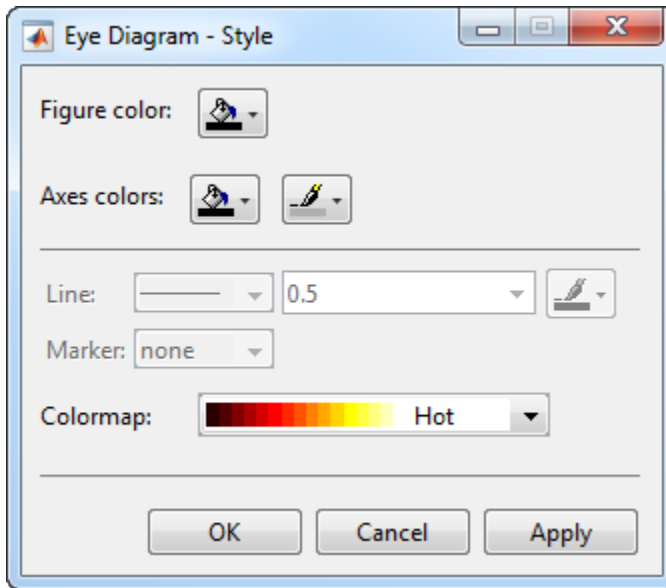 Eye Diagram - Style
Figure color:
Axes colors:
Line: 0.5
Marker: none
Colormap: Hot
OK Cancel Apply